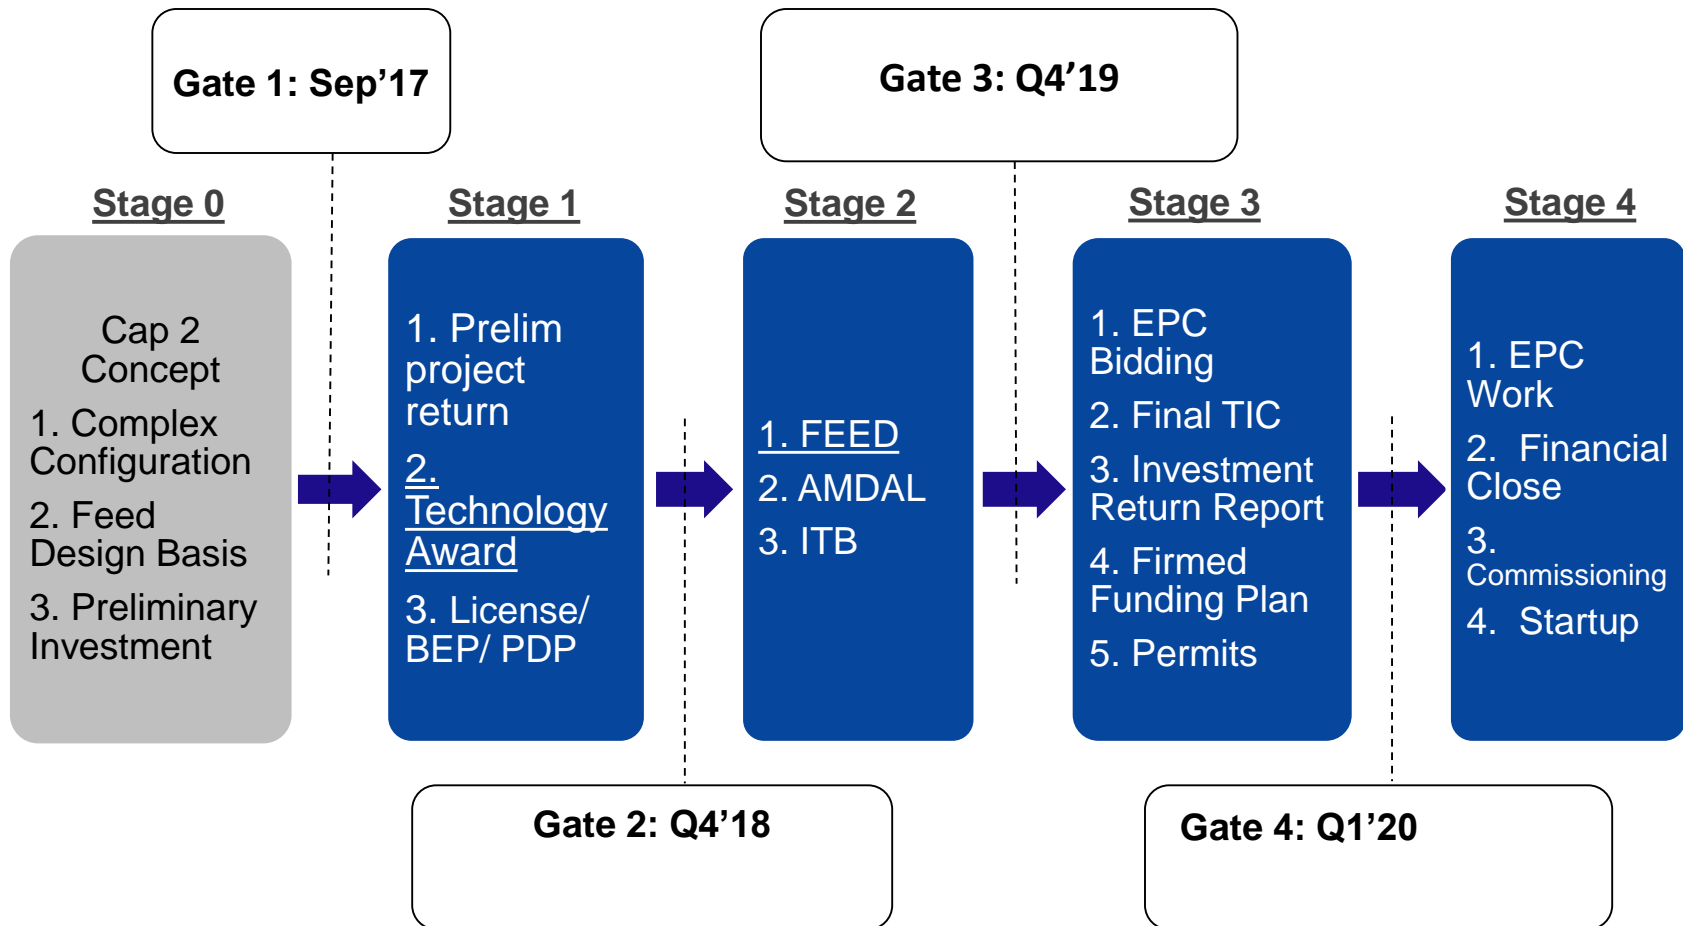 Gate 1: Sep’17
Gate 3: Q4’19
Stage 0
Stage 1
Stage 2
Stage 3
Stage 4
Cap 2
Concept
1. Complex
Configuration
2. Feed
Design Basis
3. Preliminary
Investment
1. Prelim
project
return
2.
Technology
Award
3. License/
BEP/ PDP
1. FEED
2. AMDAL
3. ITB
1. EPC
Bidding
2. Final TIC
3. Investment
Return Report
4. Firmed
Funding Plan
5. Permits
1. EPC
Work
2. Financial
Close
3.
Commissioning
4. Startup
Gate 2: Q4’18
Gate 4: Q1’20